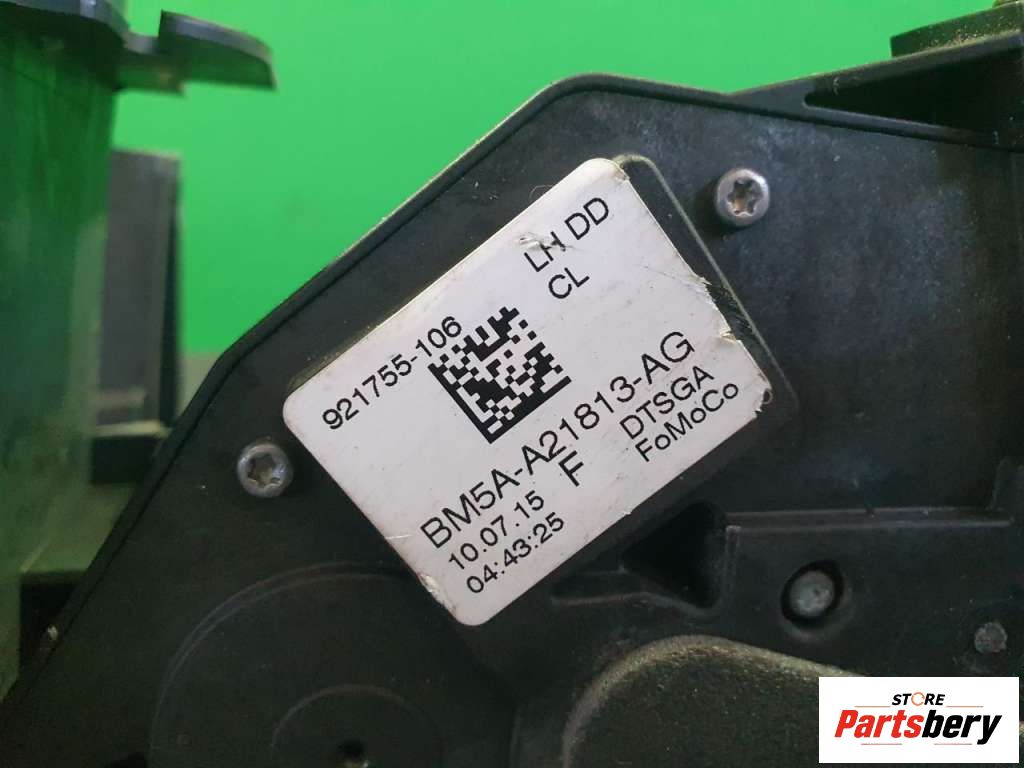 LH DD
CL
921755-106
BM5A-A21813-AG
10.07.15 F DTSGA
04:43:25 FoMoCo
STORE
Partsbery